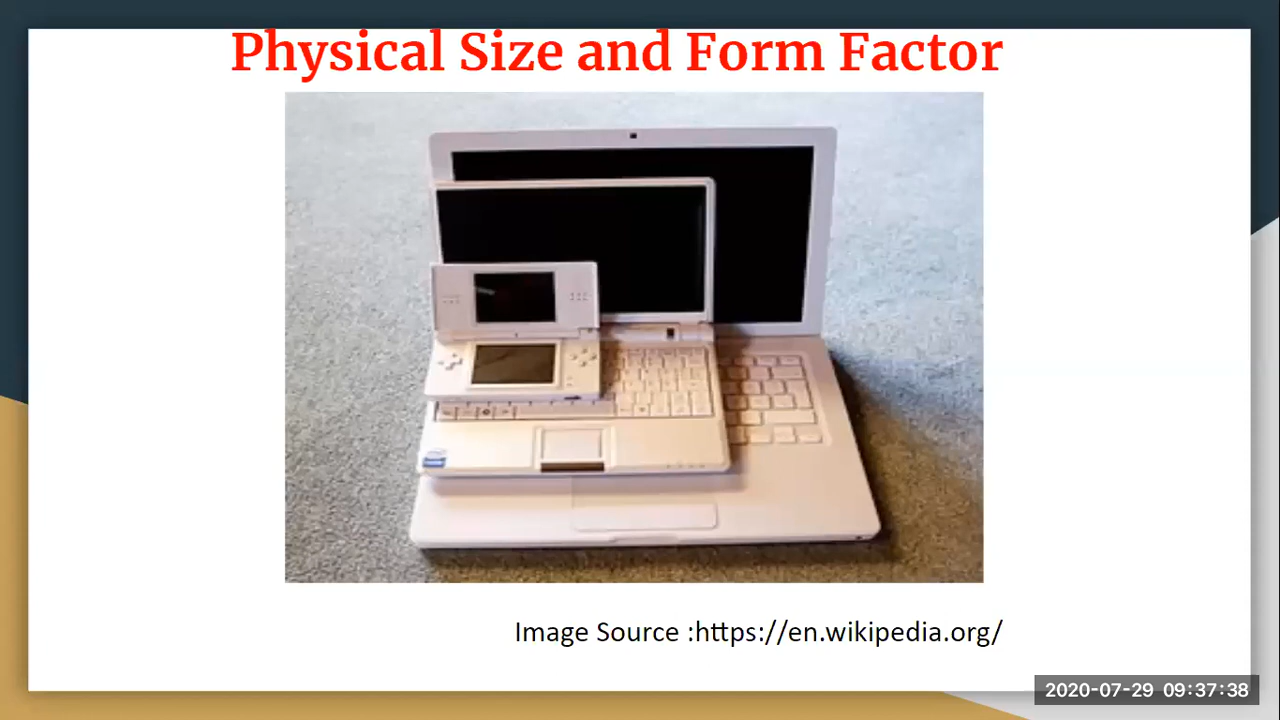 Physical Size and Form Factor
Image Source :https://en.wikipedia.org/
2020-07-29 09:37:38